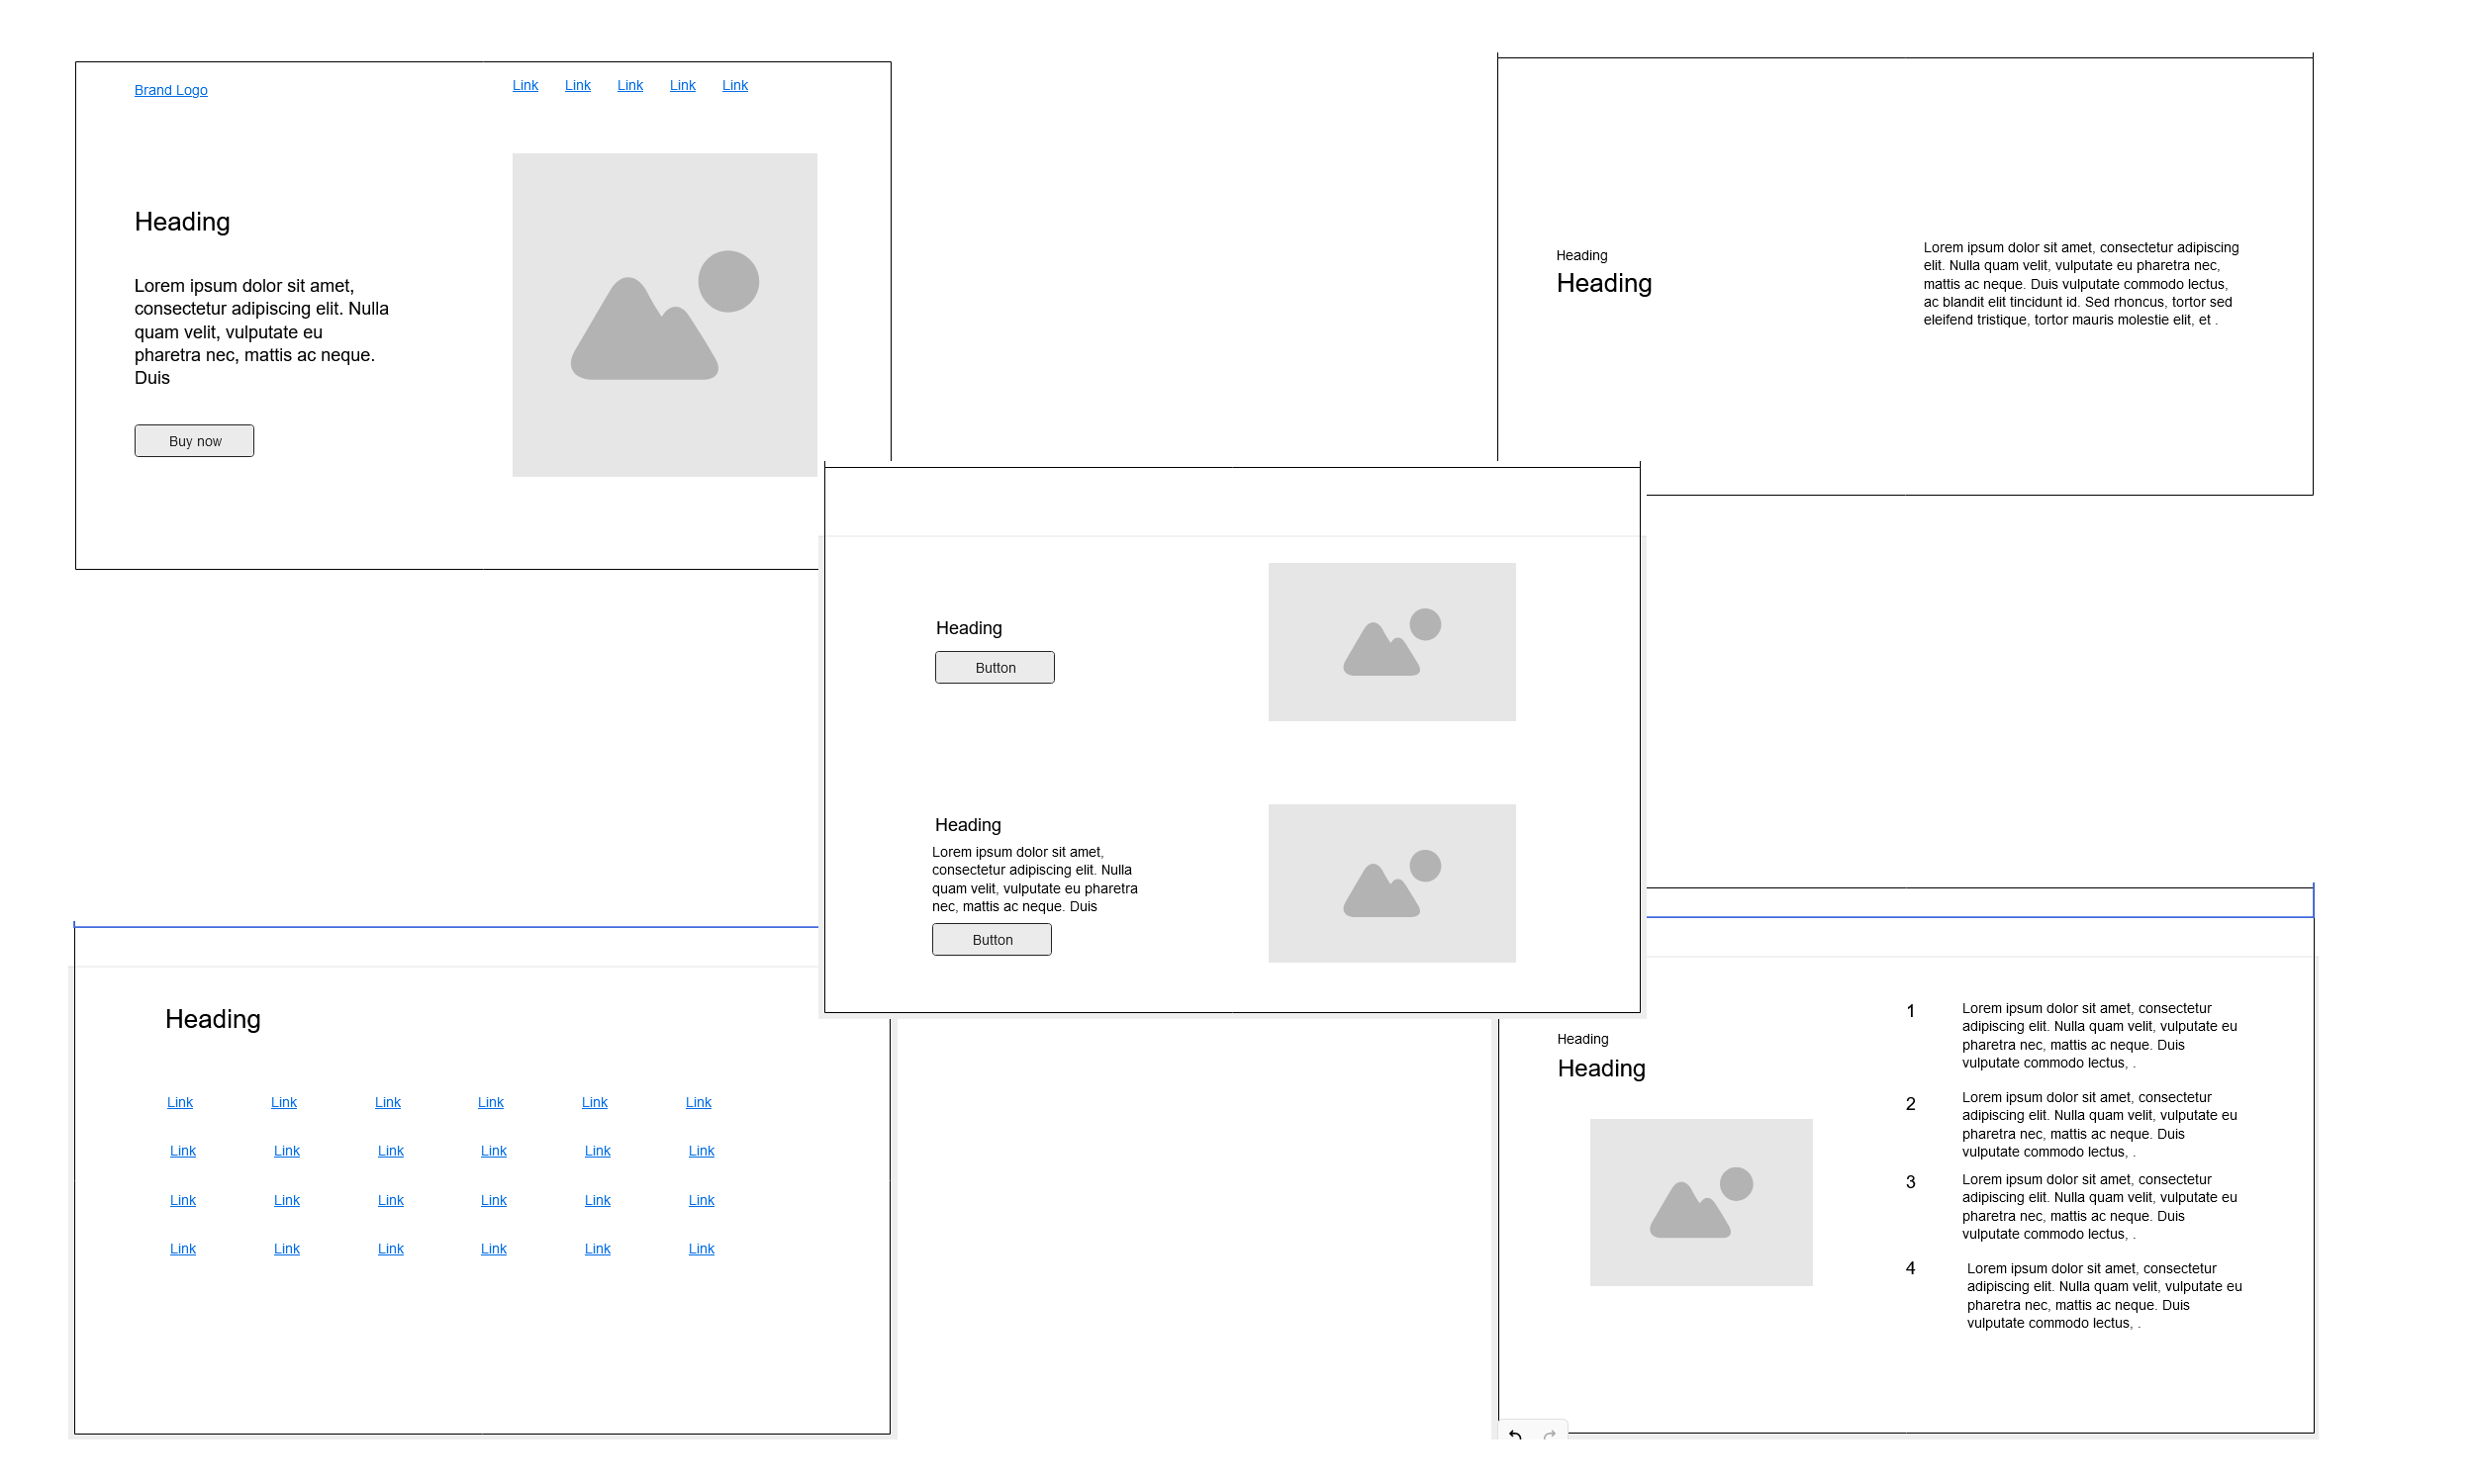 Brand Logo
Link Link Link Link Link
Heading
Lorem ipsum dolor sit amet,
consectetur adipiscing elit. Nulla
quam velit, vulputate eu
pharetra nec, mattis ac neque.
Duis
Buy now
Heading
Heading
Lorem ipsum dolor sit amet, consectetur adipiscing
elit. Nulla quam velit, vulputate eu pharetra nec,
mattis ac neque. Duis vulputate commodo lectus,
ac blandit elit tincidunt id. Sed rhoncus, tortor sed
eleifend tristique, tortor mauris molestie elit, et .
Heading
Button
Heading
Lorem ipsum dolor sit amet,
consectetur adipiscing elit. Nulla
quam velit, vulputate eu pharetra
nec, mattis ac neque. Duis
Button
Heading
Link Link Link Link Link Link
Link Link Link Link Link Link
Link Link Link Link Link Link
Link Link Link Link Link Link
Heading
Heading
1 Lorem ipsum dolor sit amet, consectetur
adipiscing elit. Nulla quam velit, vulputate eu
pharetra nec, mattis ac neque. Duis
vulputate commodo lectus, .
2 Lorem ipsum dolor sit amet, consectetur
adipiscing elit. Nulla quam velit, vulputate eu
pharetra nec, mattis ac neque. Duis
vulputate commodo lectus, .
3 Lorem ipsum dolor sit amet, consectetur
adipiscing elit. Nulla quam velit, vulputate eu
pharetra nec, mattis ac neque. Duis
vulputate commodo lectus, .
4 Lorem ipsum dolor sit amet, consectetur
adipiscing elit. Nulla quam velit, vulputate eu
pharetra nec, mattis ac neque. Duis
vulputate commodo lectus, .